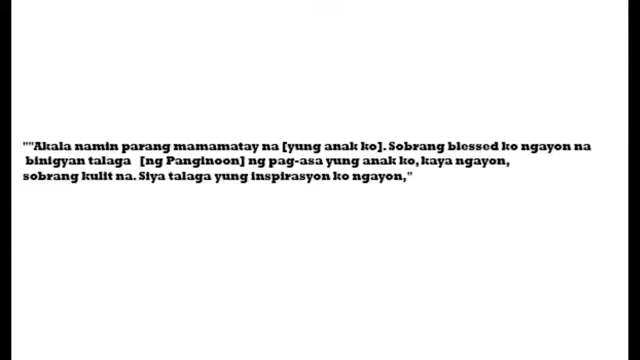 ""Akala namin parang mamamatay na [yung anak ko]. Sobrang blessed ko ngayon na
binigyan talaga [ng Panginoon] ng pag-asa yung anak ko, kaya ngayon,
sobrang kulit na. Siya talaga yung inspirasyon ko ngayon,"